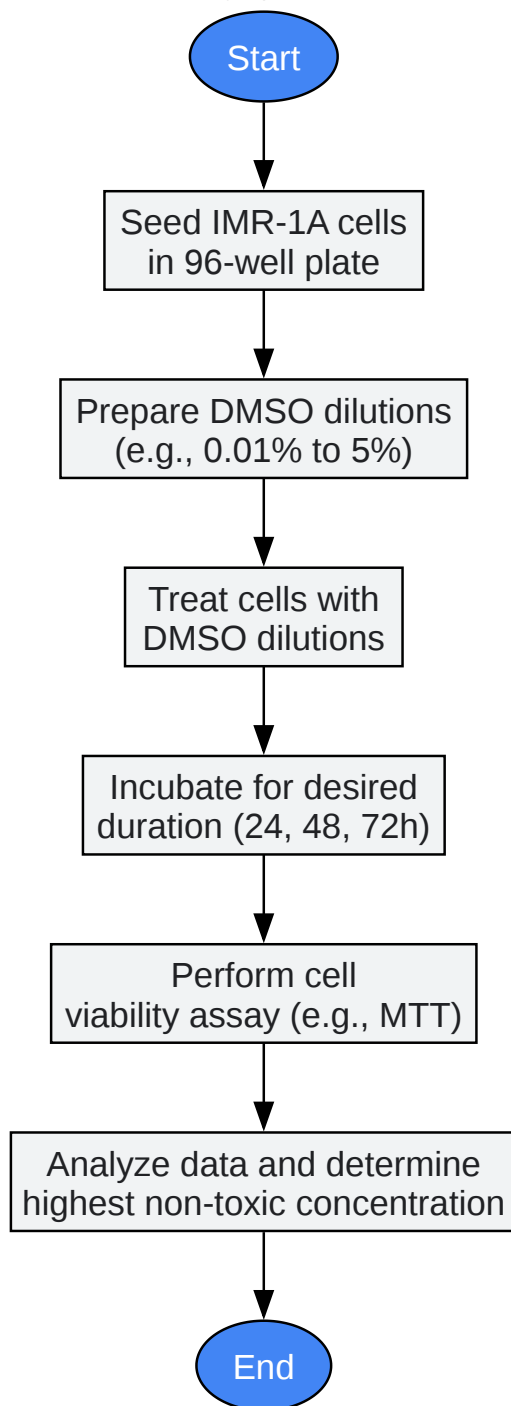 Start
Seed IMR-1A cells
in 96-well plate
Prepare DMSO dilutions
(e.g., 0.01% to 5%)
Treat cells with
DMSO dilutions
Incubate for desired
duration (24, 48, 72h)
Perform cell
viability assay (e.g., MTT)
Analyze data and determine
highest non-toxic concentration
End